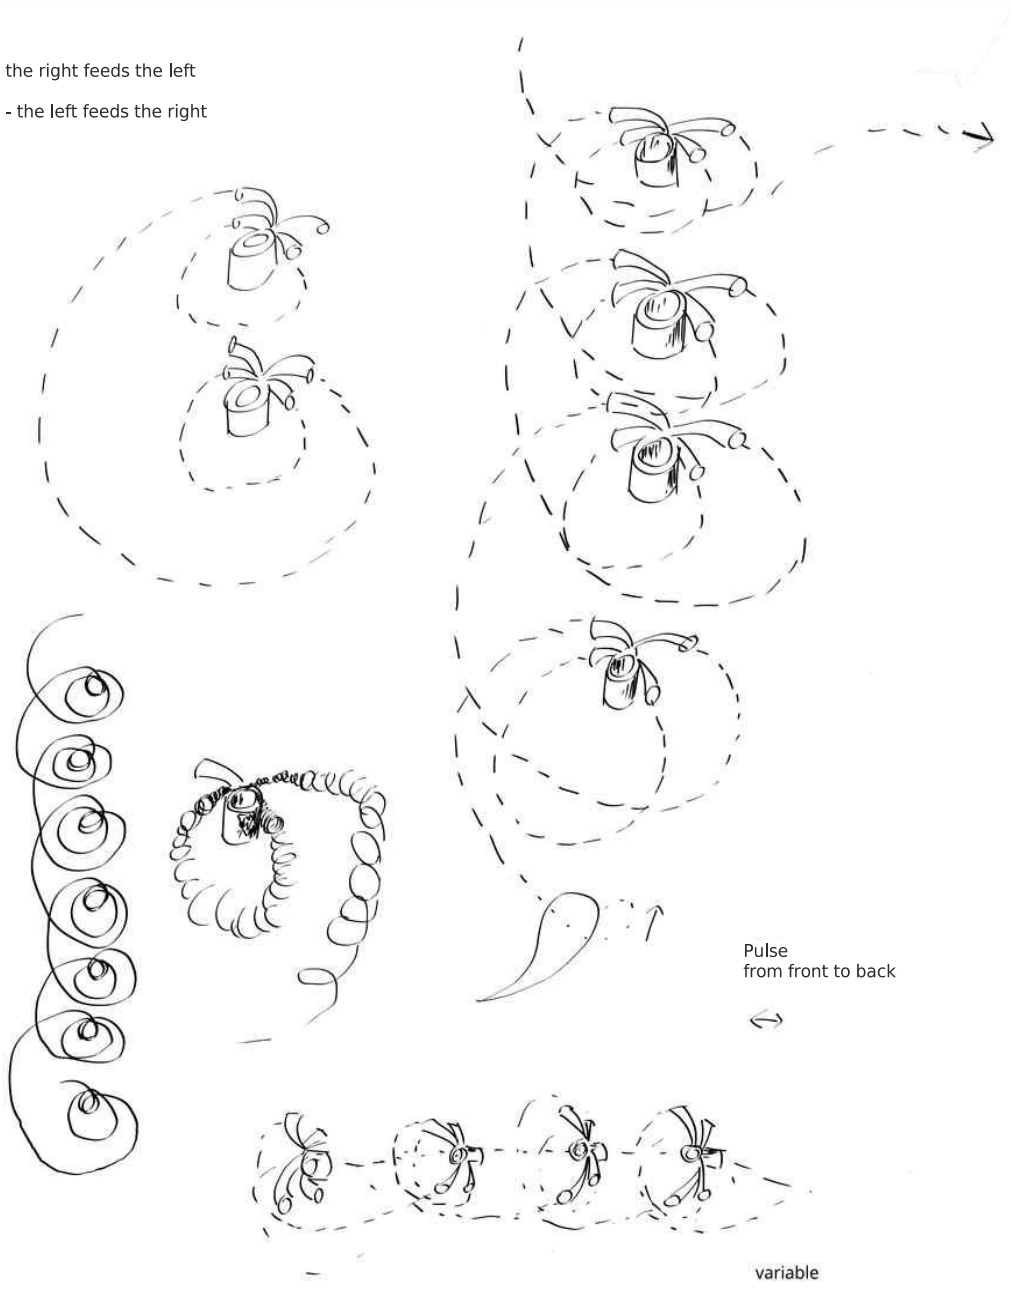 the right feeds the left
- the left feeds the right
Pulse
from front to back
variable